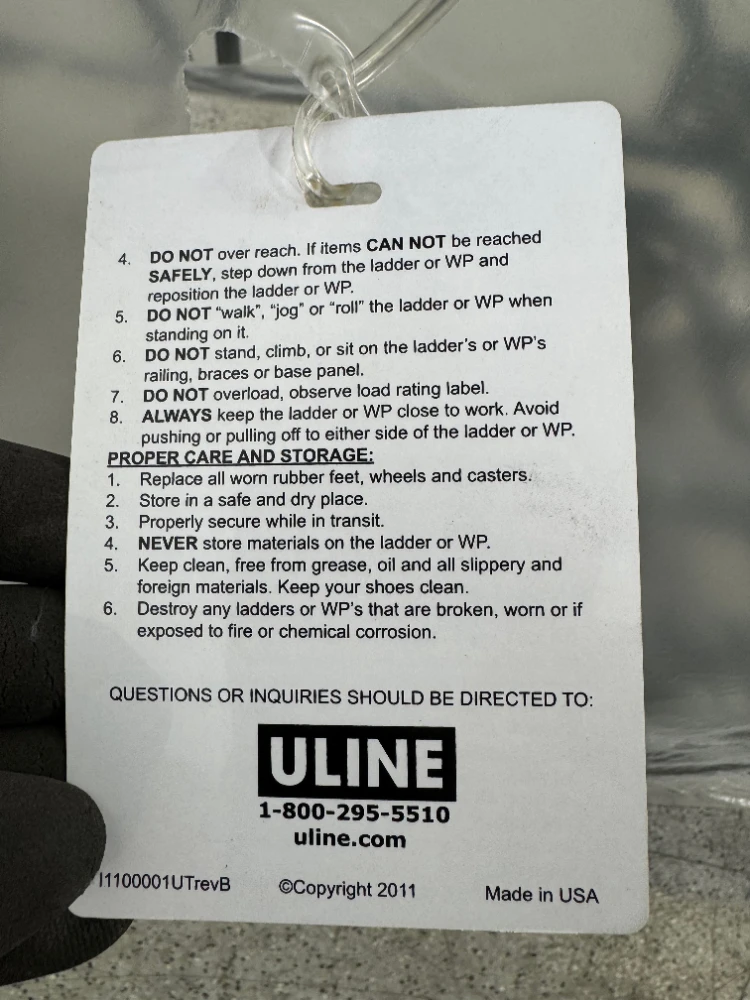 4. DO NOT over reach. If items CAN NOT be reached
SAFELY, step down from the ladder or WP and
reposition the ladder or WP.
5. DO NOT "walk", "jog" or "roll" the ladder or WP when
standing on it.
6. DO NOT stand, climb, or sit on the ladder's or WP's
railing, braces or base panel.
7. DO NOT overload, observe load rating label.
8. ALWAYS keep the ladder or WP close to work. Avoid
pushing or pulling off to either side of the ladder or WP.
PROPER CARE AND STORAGE:
1. Replace all worn rubber feet, wheels and casters.
2. Store in a safe and dry place.
3. Properly secure while in transit.
4. NEVER store materials on the ladder or WP.
5. Keep clean, free from grease, oil and all slippery and
foreign materials. Keep your shoes clean.
6. Destroy any ladders or WP's that are broken, worn or if
exposed to fire or chemical corrosion.
QUESTIONS OR INQUIRIES SHOULD BE DIRECTED TO:
ULINE
1-800-295-5510
uline.com
I1100001UTrevB ©Copyright 2011 Made in USA